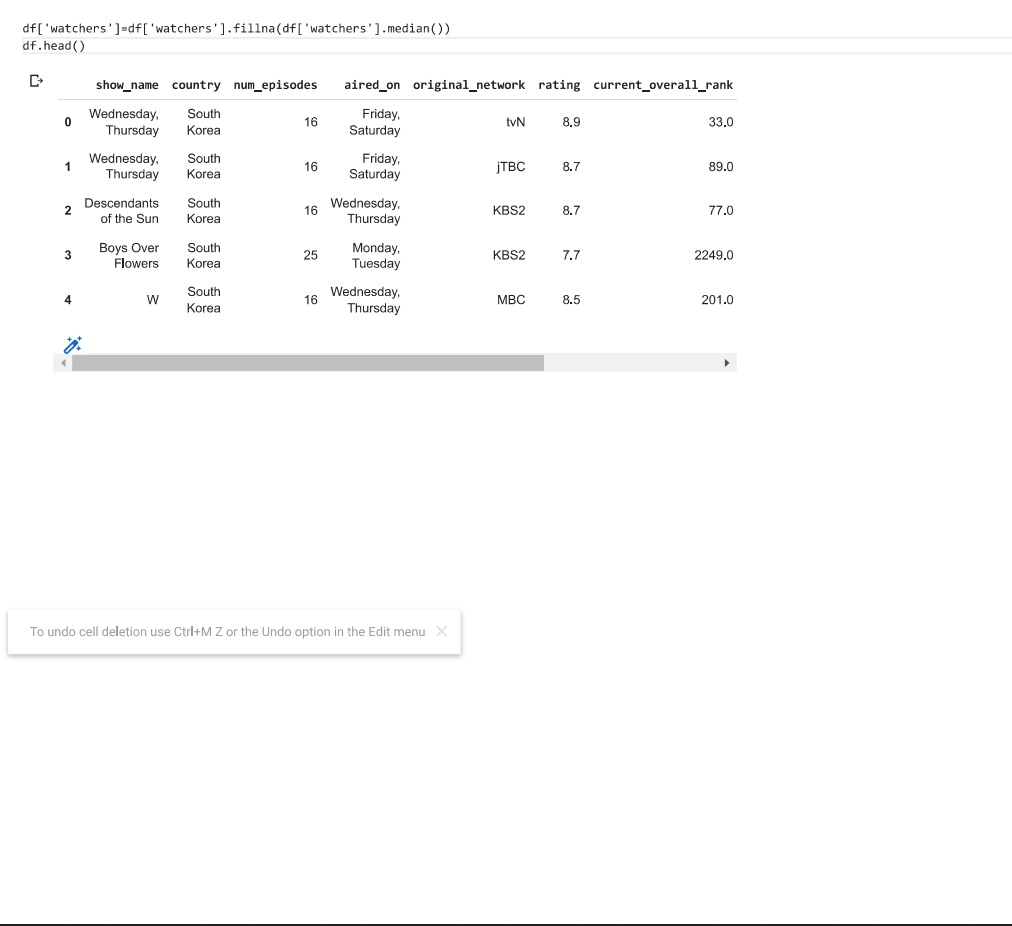 df['watchers']=df['watchers'].fillna(df['watchers'].median())
df.head()
show_name country num_episodes aired_on original_network rating current_overall_rank
0 Wednesday, Thursday South Korea 16 Friday, Saturday tvN 8.9 33.0
1 Wednesday, Thursday South Korea 16 Friday, Saturday jTBC 8.7 89.0
2 Descendants of the Sun South Korea 16 Wednesday, Thursday KBS2 8.7 77.0
3 Boys Over Flowers South Korea 25 Monday, Tuesday KBS2 7.7 2249.0
4 W South Korea 16 Wednesday, Thursday MBC 8.5 201.0
To undo cell deletion use Ctrl+M Z or the Undo option in the Edit menu